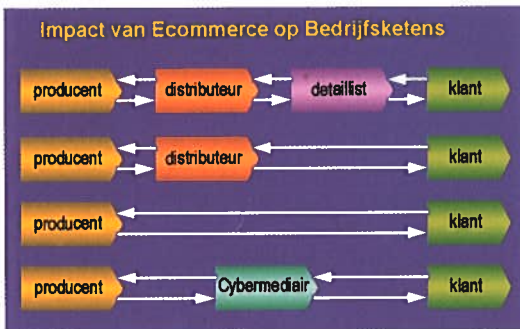 Impact van Ecommerce op Bedrijfsketens
producent distributeur detaillist klant
producent distributeur klant
producent klant
producent Cybermediair klant